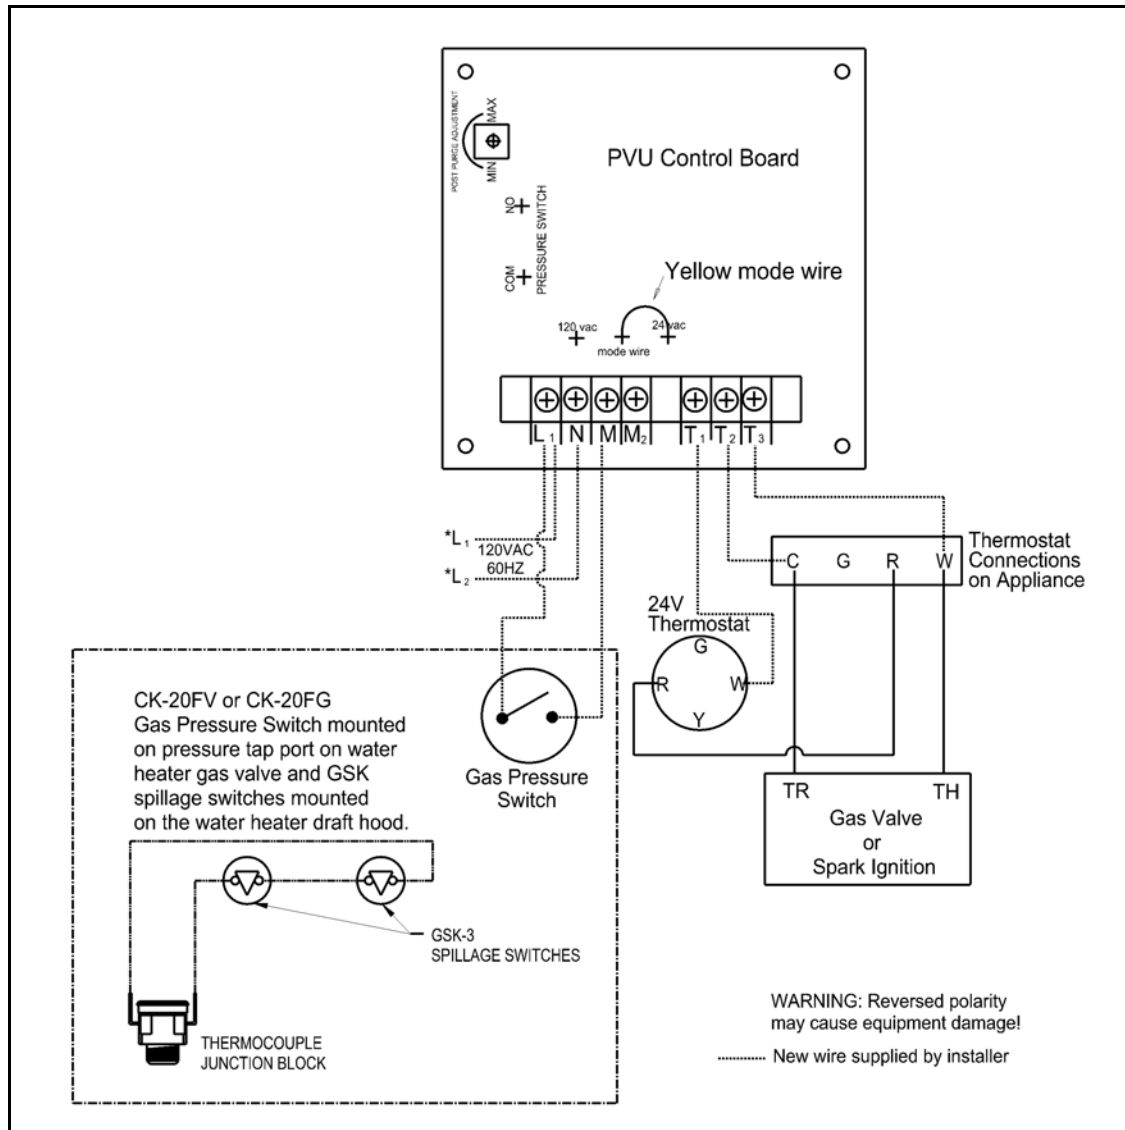 POST PURGE ADJUSTMENT
MAX
MIN
PVU Control Board
NO
COM
PRESSURE SWITCH
Yellow mode wire
120 vac
24 vac
mode wire
L1 N M M2 T1 T2 T3
*L1
120VAC
60HZ
*L2
Thermostat
Connections
on Appliance
C G R W
24V
Thermostat
G
R
W
Y
CK-20FV or CK-20FG
Gas Pressure Switch mounted
on pressure tap port on water
heater gas valve and GSK
spillage switches mounted
on the water heater draft hood.
Gas Pressure
Switch
TR TH
Gas Valve
or
Spark Ignition
GSK-3
SPILLAGE SWITCHES
THERMOCOUPLE
JUNCTION BLOCK
WARNING: Reversed polarity
may cause equipment damage!
New wire supplied by installer